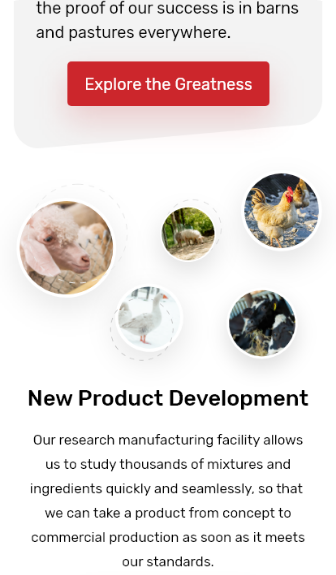 the proof of our success is in barns
and pastures everywhere.
Explore the Greatness
New Product Development
Our research manufacturing facility allows
us to study thousands of mixtures and
ingredients quickly and seamlessly, so that
we can take a product from concept to
commercial production as soon as it meets
our standards.